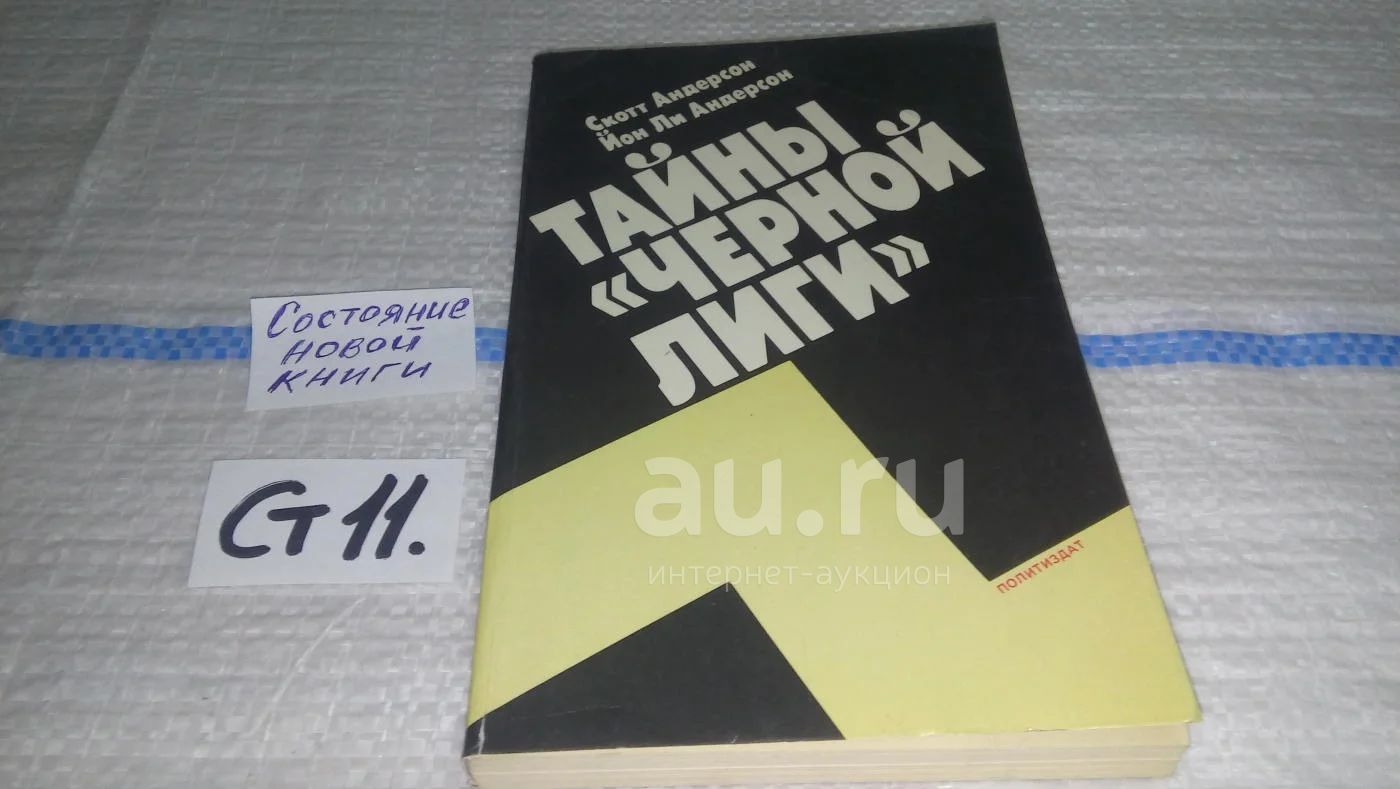 Скотт Андерсон
Йон Ли Андерсон
ТАЙНЫ
«ЧЕРНОЙ
ЛИГИ»
Состояние
новой
книги
Ст 11.
au.ru
интернет-аукцион
ПОЛИТИЗДАТ